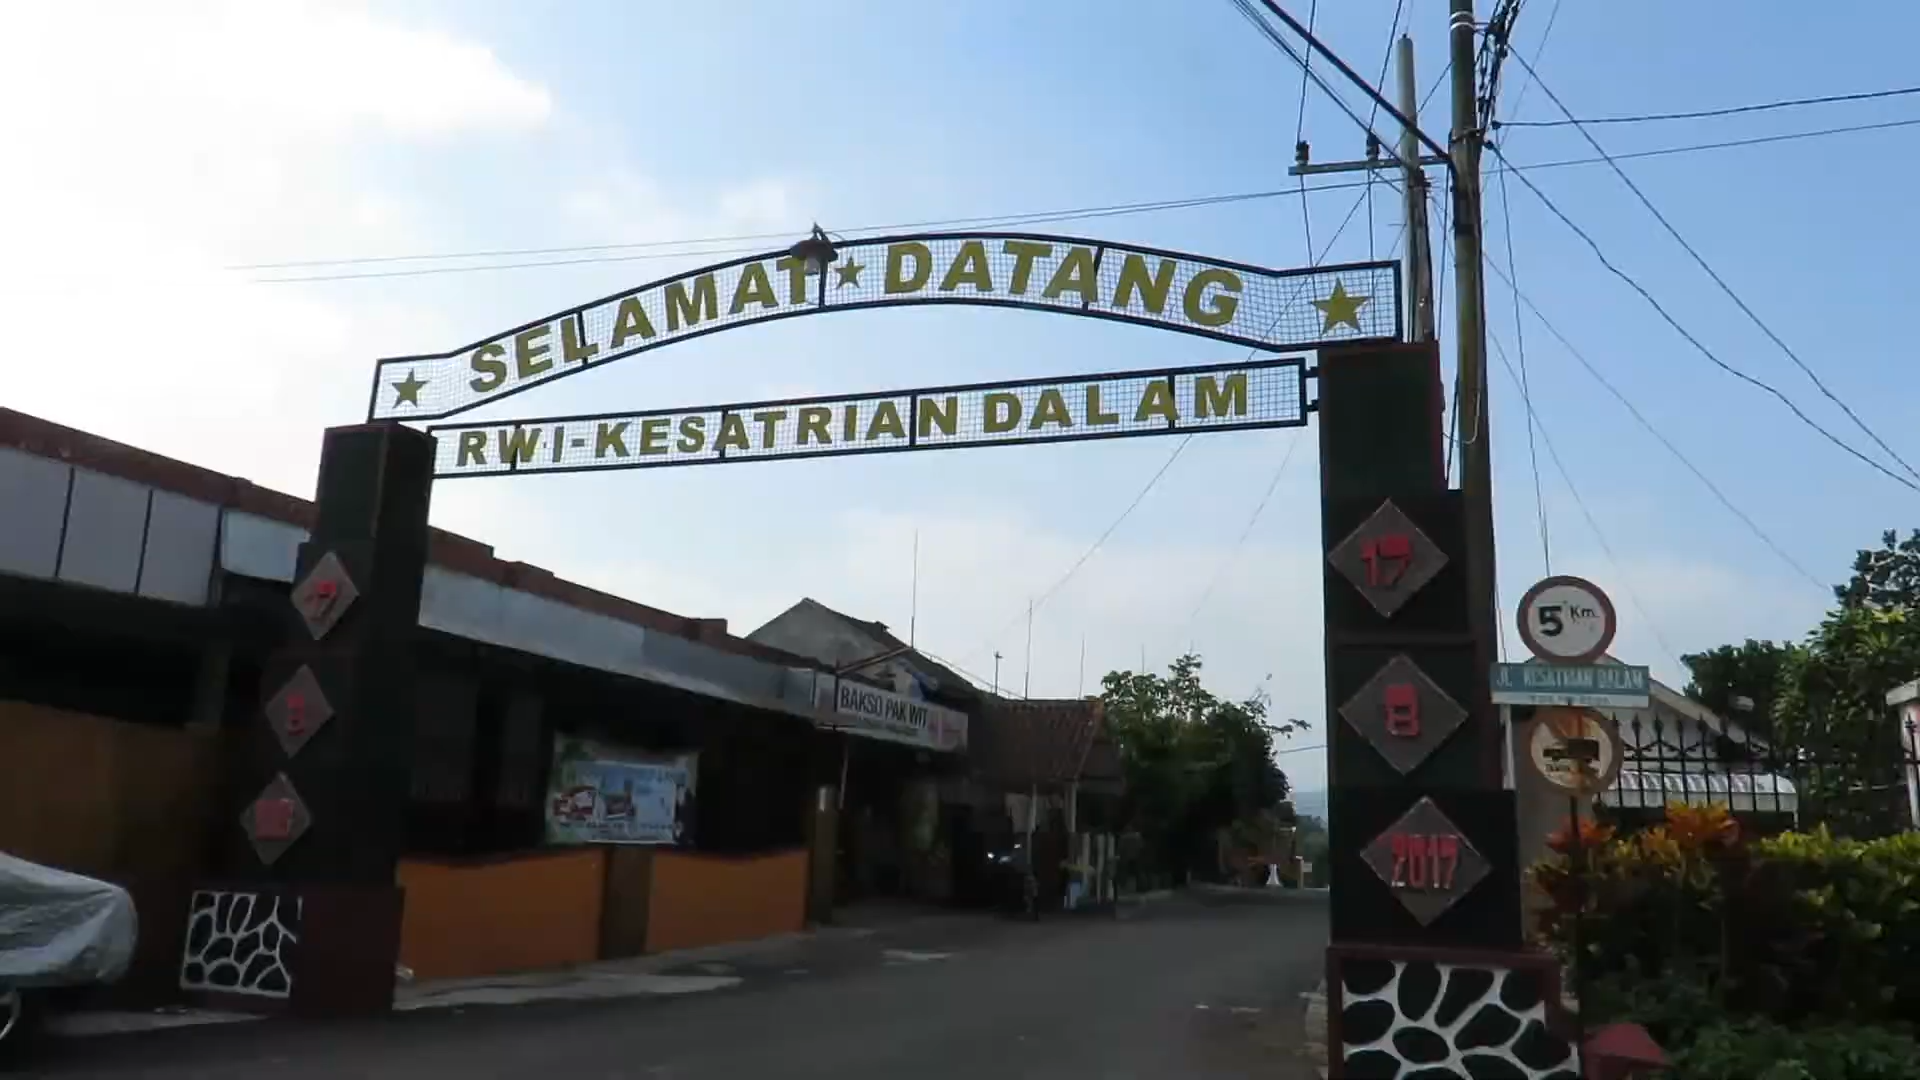 SELAMAT DATANG
RWI-KESATRIAN DALAM
17
8
2017
BAKSO PAK WIT
5 Km.
JL. KESATRIAN DALAM